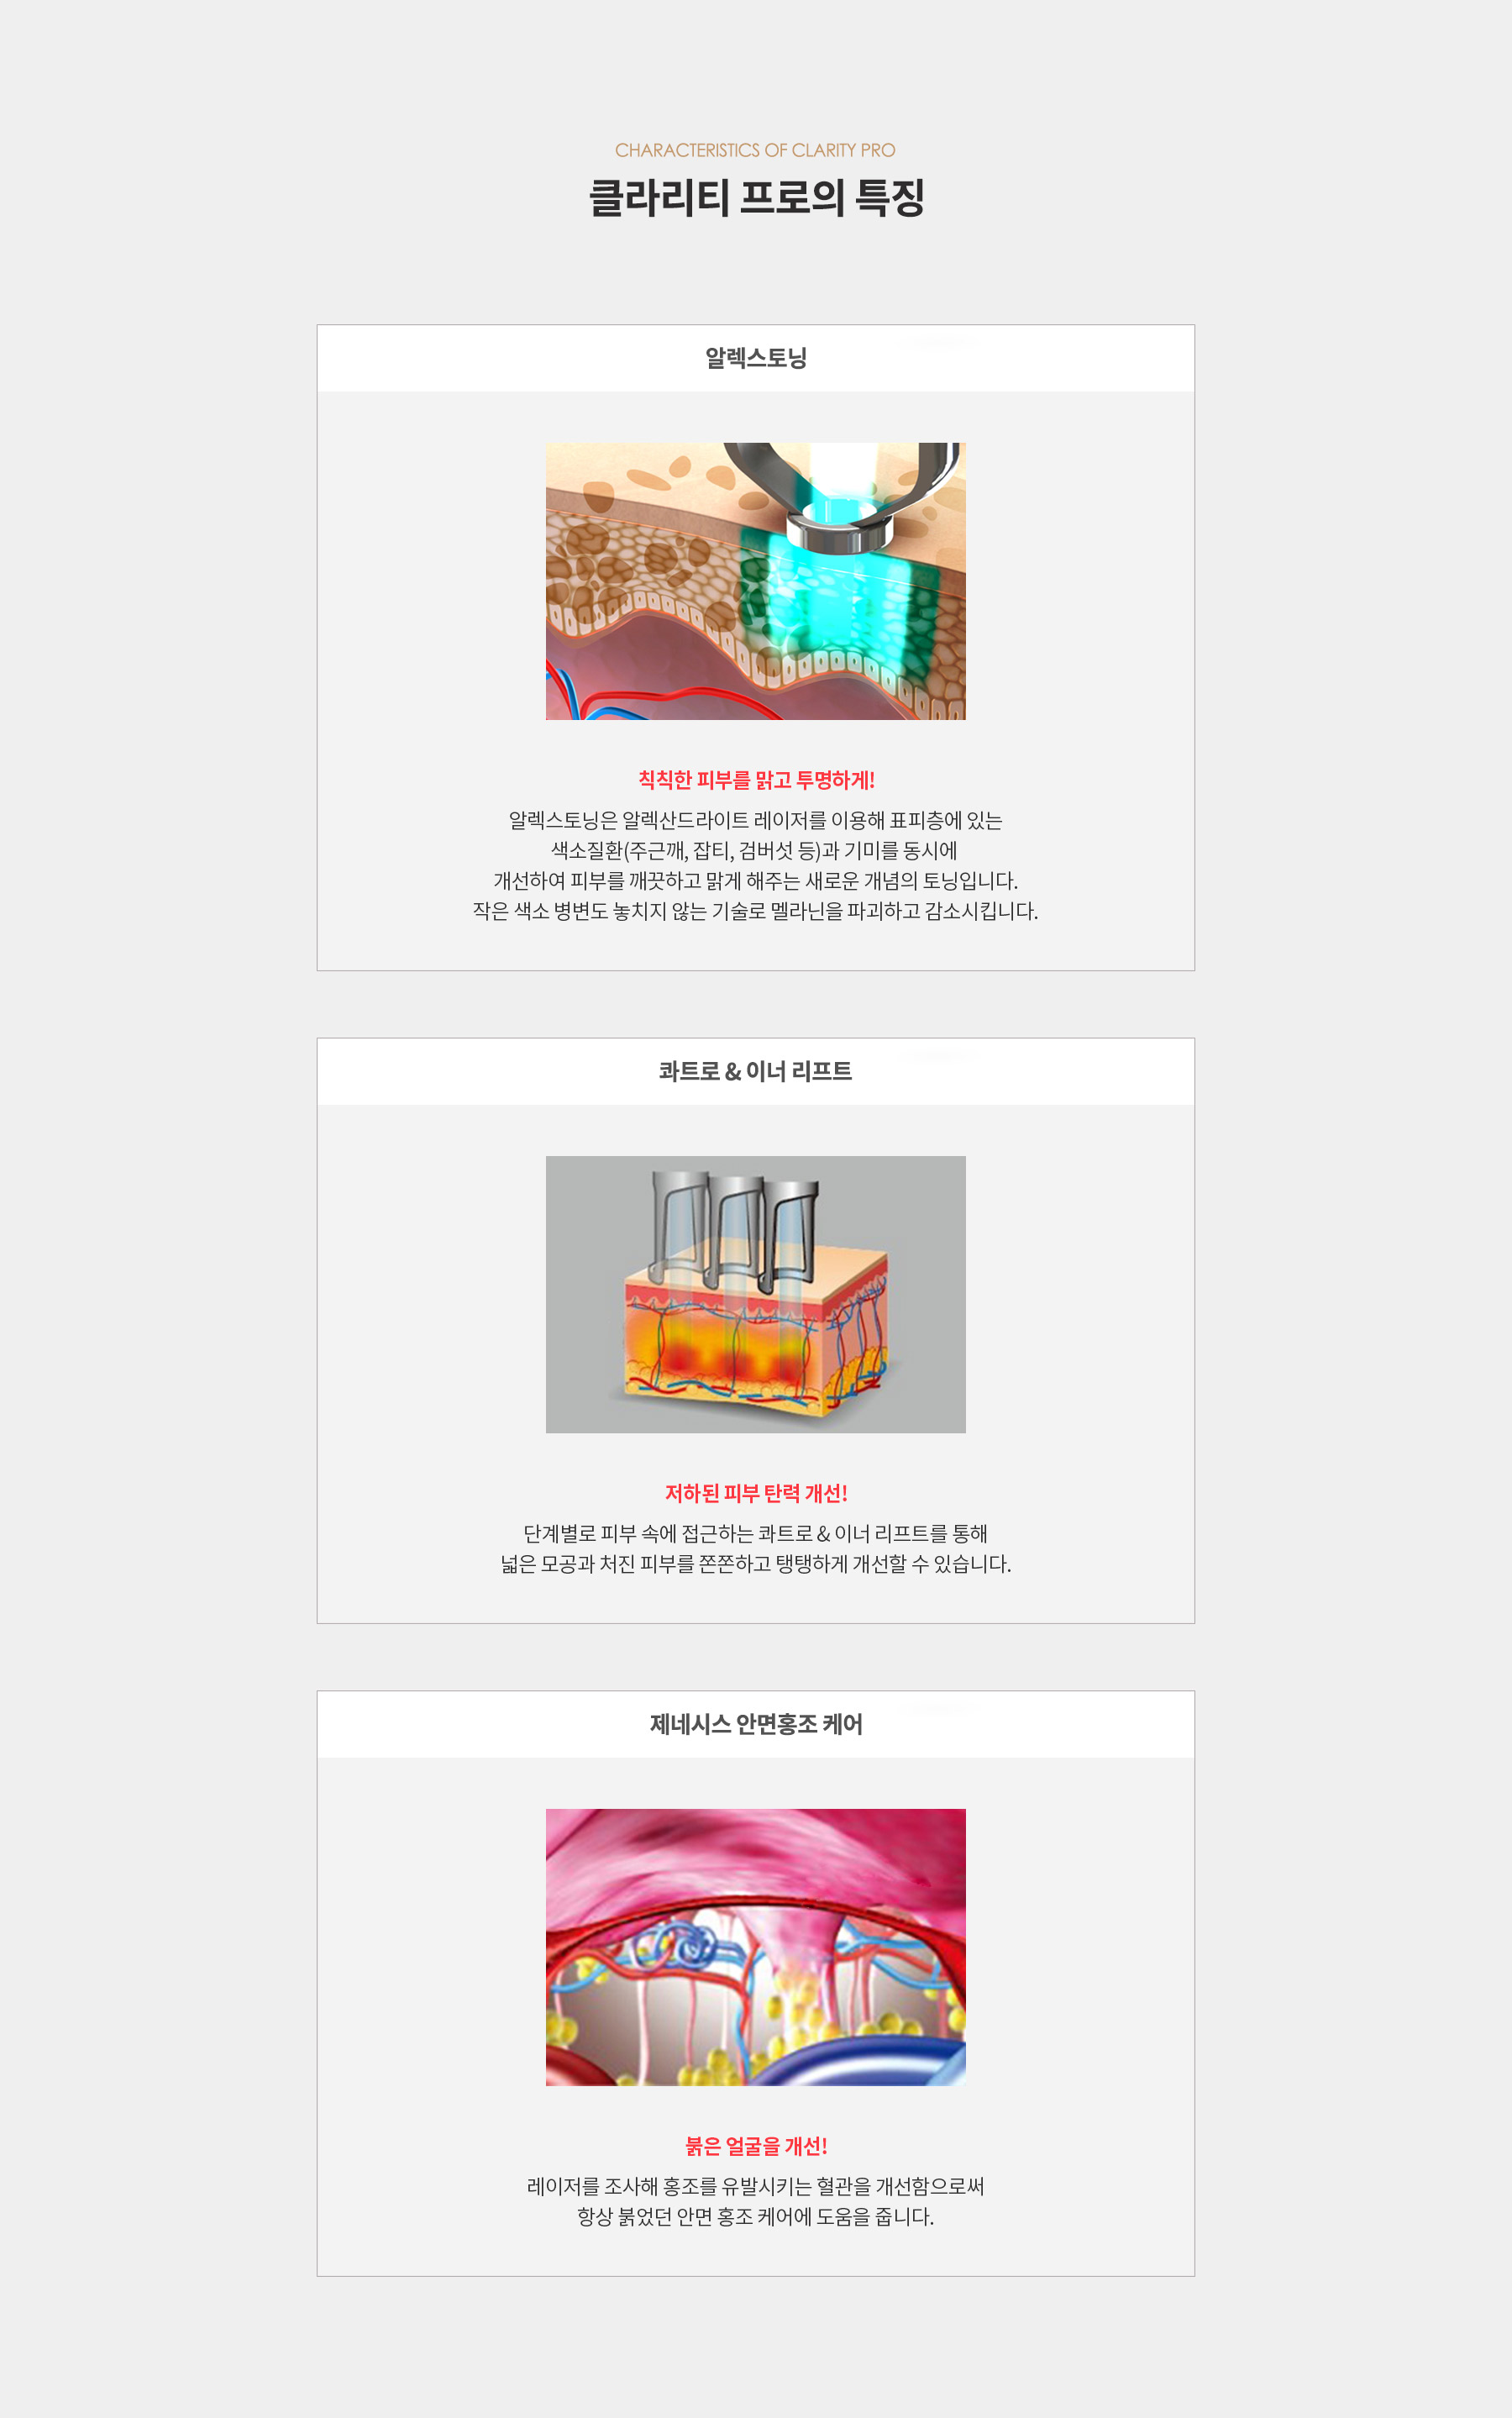 CHARACTERISTICS OF CLARITY PRO
클라리티 프로의 특징
알렉스토닝
칙칙한 피부를 맑고 투명하게!
알렉스토닝은 알렉산드라이트 레이저를 이용해 표피층에 있는
색소질환(주근깨, 잡티, 검버섯 등)과 기미를 동시에
개선하여 피부를 깨끗하고 맑게 해주는 새로운 개념의 토닝입니다.
작은 색소 병변도 놓치지 않는 기술로 멜라닌을 파괴하고 감소시킵니다.
콰트로 & 이너 리프트
저하된 피부 탄력 개선!
단계별로 피부 속에 접근하는 콰트로 & 이너 리프트를 통해
넓은 모공과 처진 피부를 쫀쫀하고 탱탱하게 개선할 수 있습니다.
제네시스 안면홍조 케어
붉은 얼굴을 개선!
레이저를 조사해 홍조를 유발시키는 혈관을 개선함으로써
항상 붉었던 안면 홍조 케어에 도움을 줍니다.